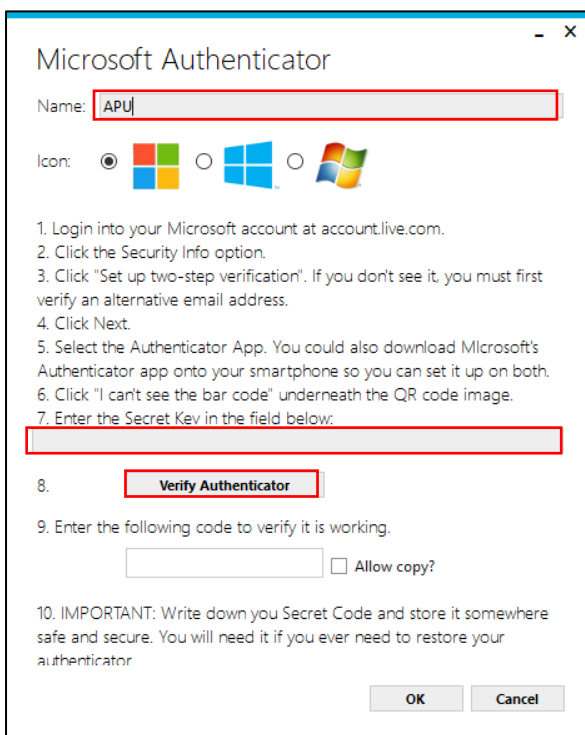 Microsoft Authenticator
Name: APU
Icon:
1. Login into your Microsoft account at account.live.com.
2. Click the Security Info option.
3. Click "Set up two-step verification". If you don't see it, you must first
verify an alternative email address.
4. Click Next.
5. Select the Authenticator App. You could also download MIcrosoft's
Authenticator app onto your smartphone so you can set it up on both.
6. Click "I can't see the bar code" underneath the QR code image.
7. Enter the Secret Key in the field below:
8. Verify Authenticator
9. Enter the following code to verify it is working.
Allow copy?
10. IMPORTANT: Write down you Secret Code and store it somewhere
safe and secure. You will need it if you ever need to restore your
authenticator
OK Cancel